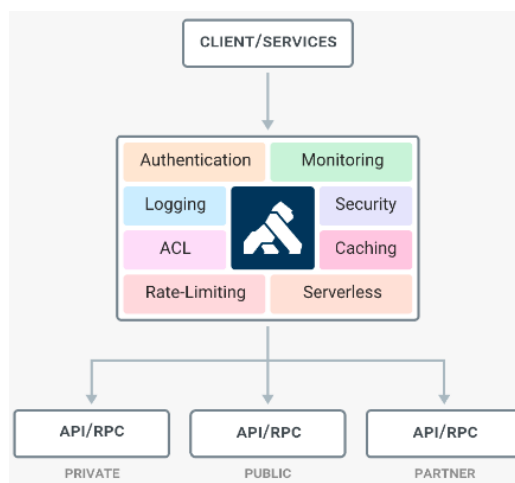 CLIENT/SERVICES
Authentication Monitoring
Logging Security
ACL Caching
Rate-Limiting Serverless
API/RPC API/RPC API/RPC
PRIVATE PUBLIC PARTNER